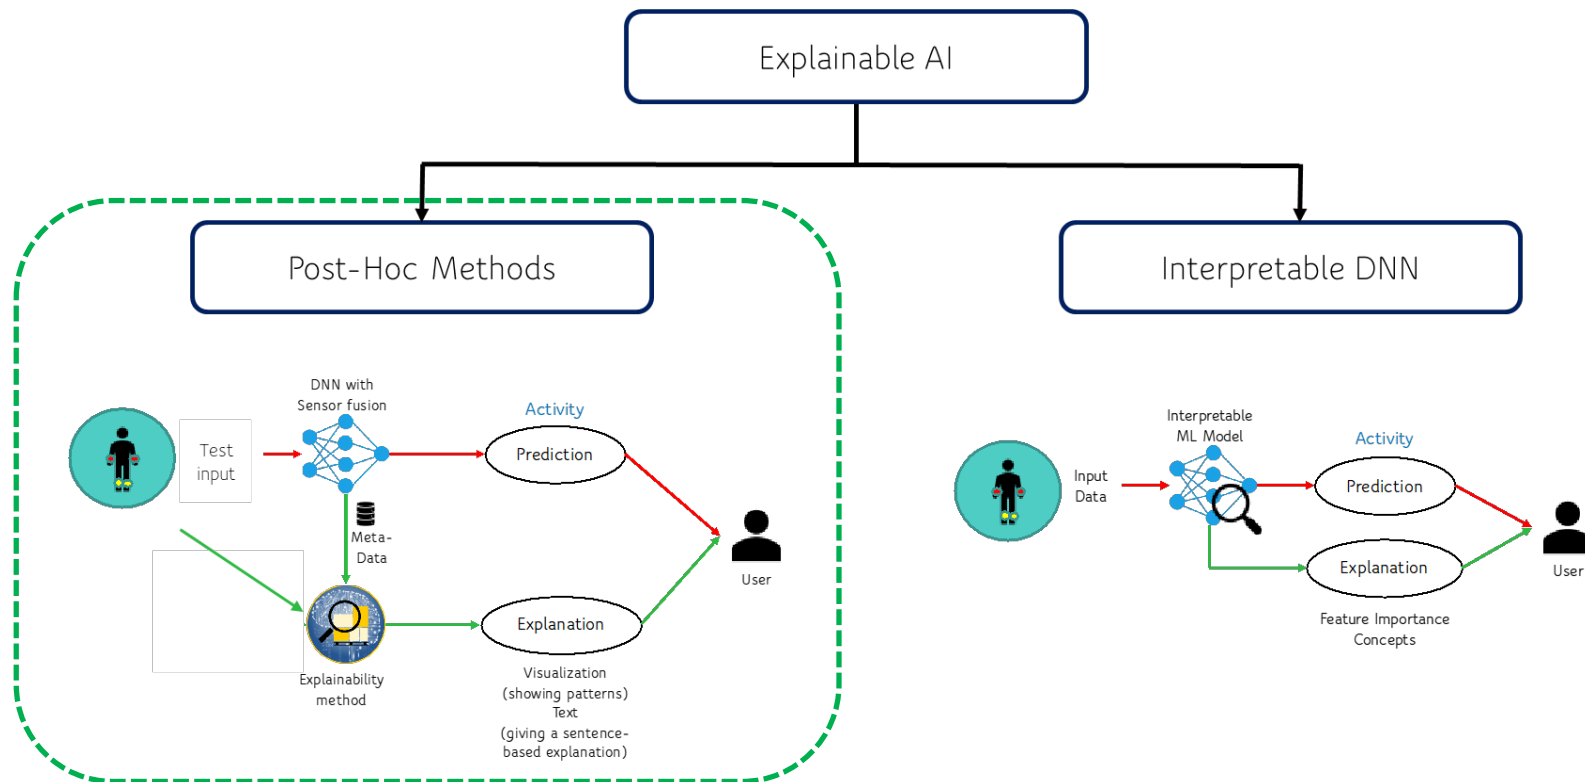 Explainable AI
Post-Hoc Methods
DNN with
Sensor fusion
Test
input
Activity
Prediction
Meta-
Data
User
Explanation
Explainability
method
Visualization
(showing patterns)
Text
(giving a sentence-
based explanation)
Interpretable DNN
Interpretable
ML Model
Input
Data
Activity
Prediction
Explanation
User
Feature Importance
Concepts